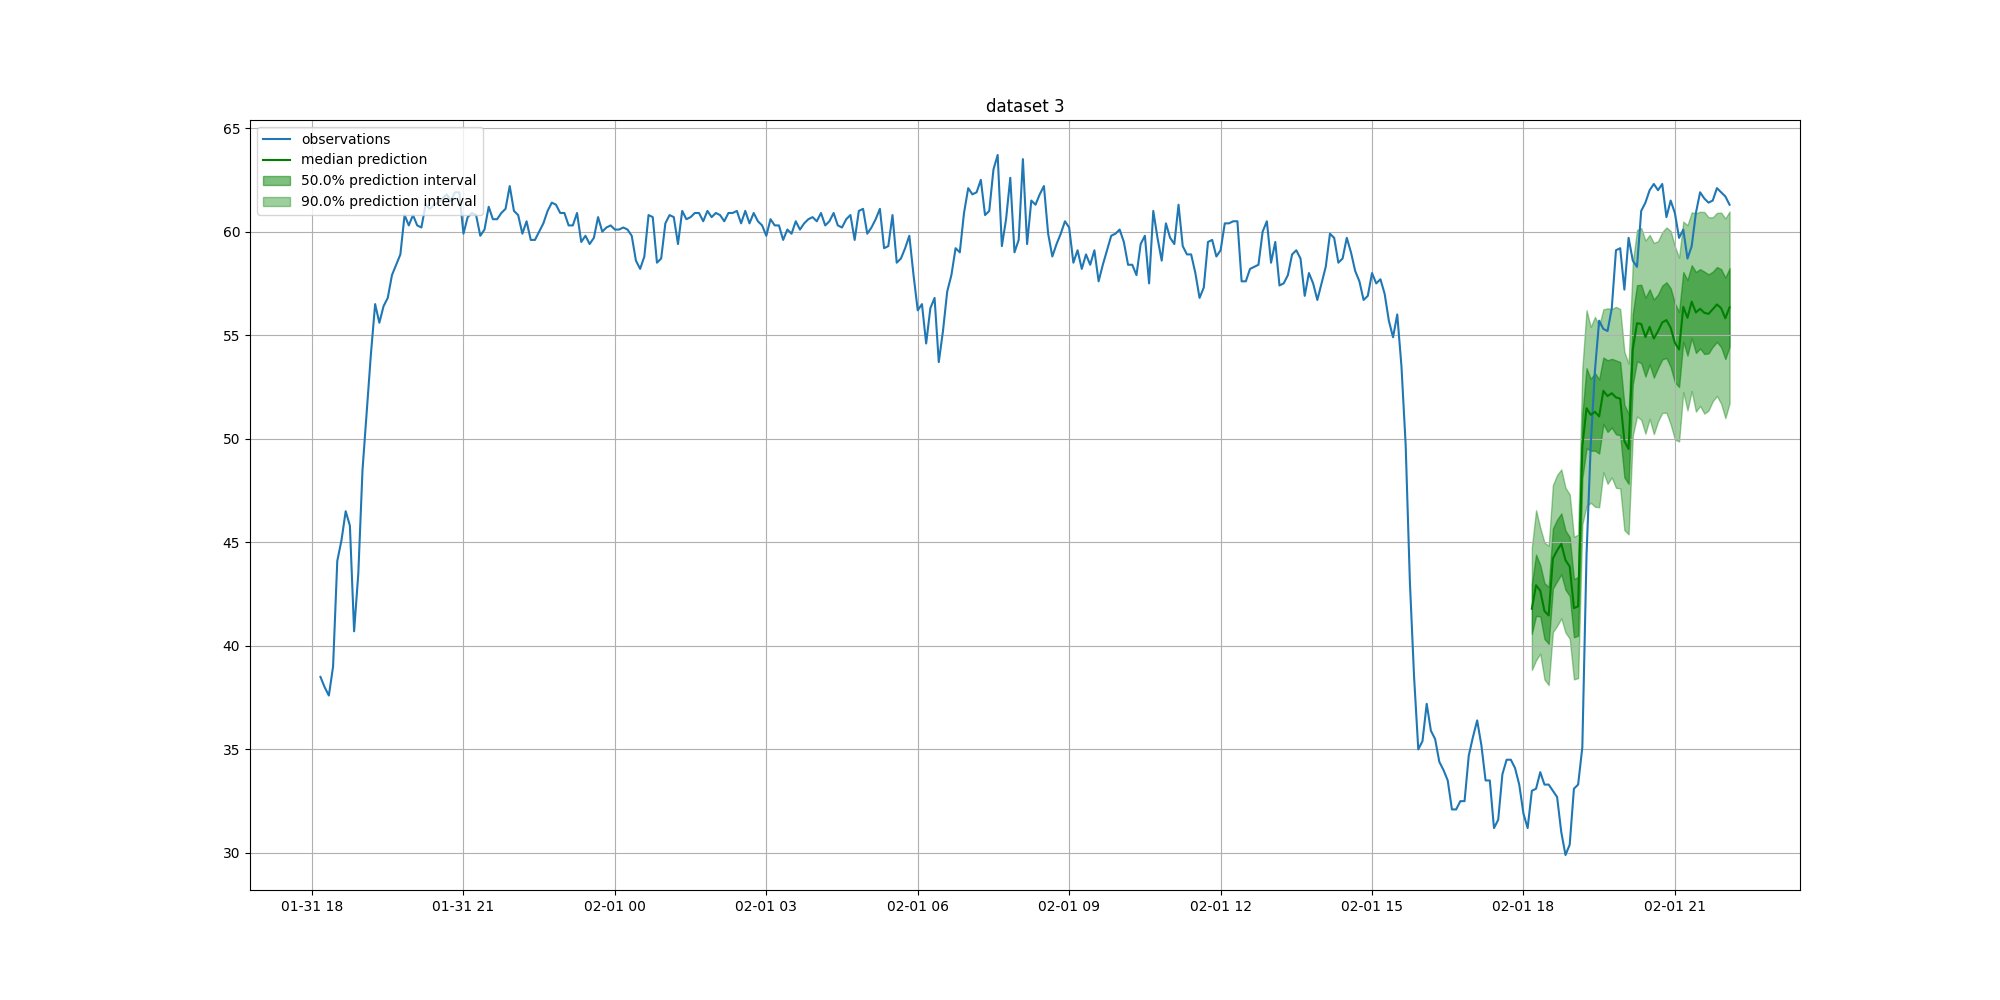 dataset 3
observations
median prediction
50.0% prediction interval
90.0% prediction interval
65
60
55
50
45
40
35
30
01-31 18 01-31 21 02-01 00 02-01 03 02-01 06 02-01 09 02-01 12 02-01 15 02-01 18 02-01 21